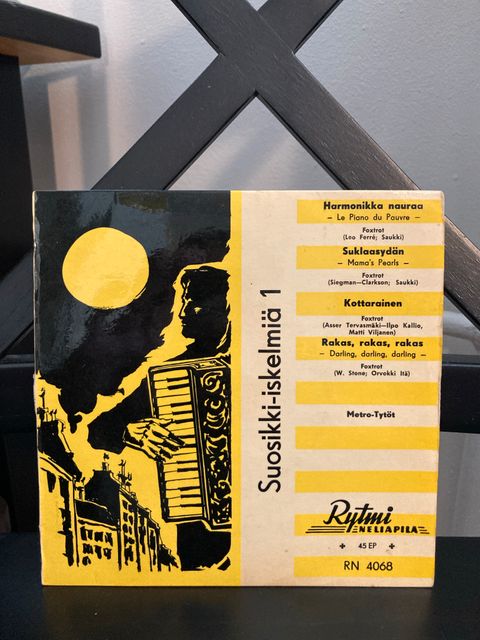 Suosikki-iskelmiä 1
Harmonikka nauraa
– Le Piano du Pauvre –
Foxtrot
(Leo Ferré; Saukki)
Suklaasydän
– Mama's Pearls –
Foxtrot
(Siegman—Clarkson; Saukki)
Kottarainen
Foxtrot
(Asser Tervasmäki—Ilpo Kallio,
Matti Viljanen)
Rakas, rakas, rakas
– Darling, darling, darling –
Foxtrot
(W. Stone; Orvokki Itä)
Metro-Tytöt
Rytmi
NELIAPILA
+ 45 EP +
RN 4068